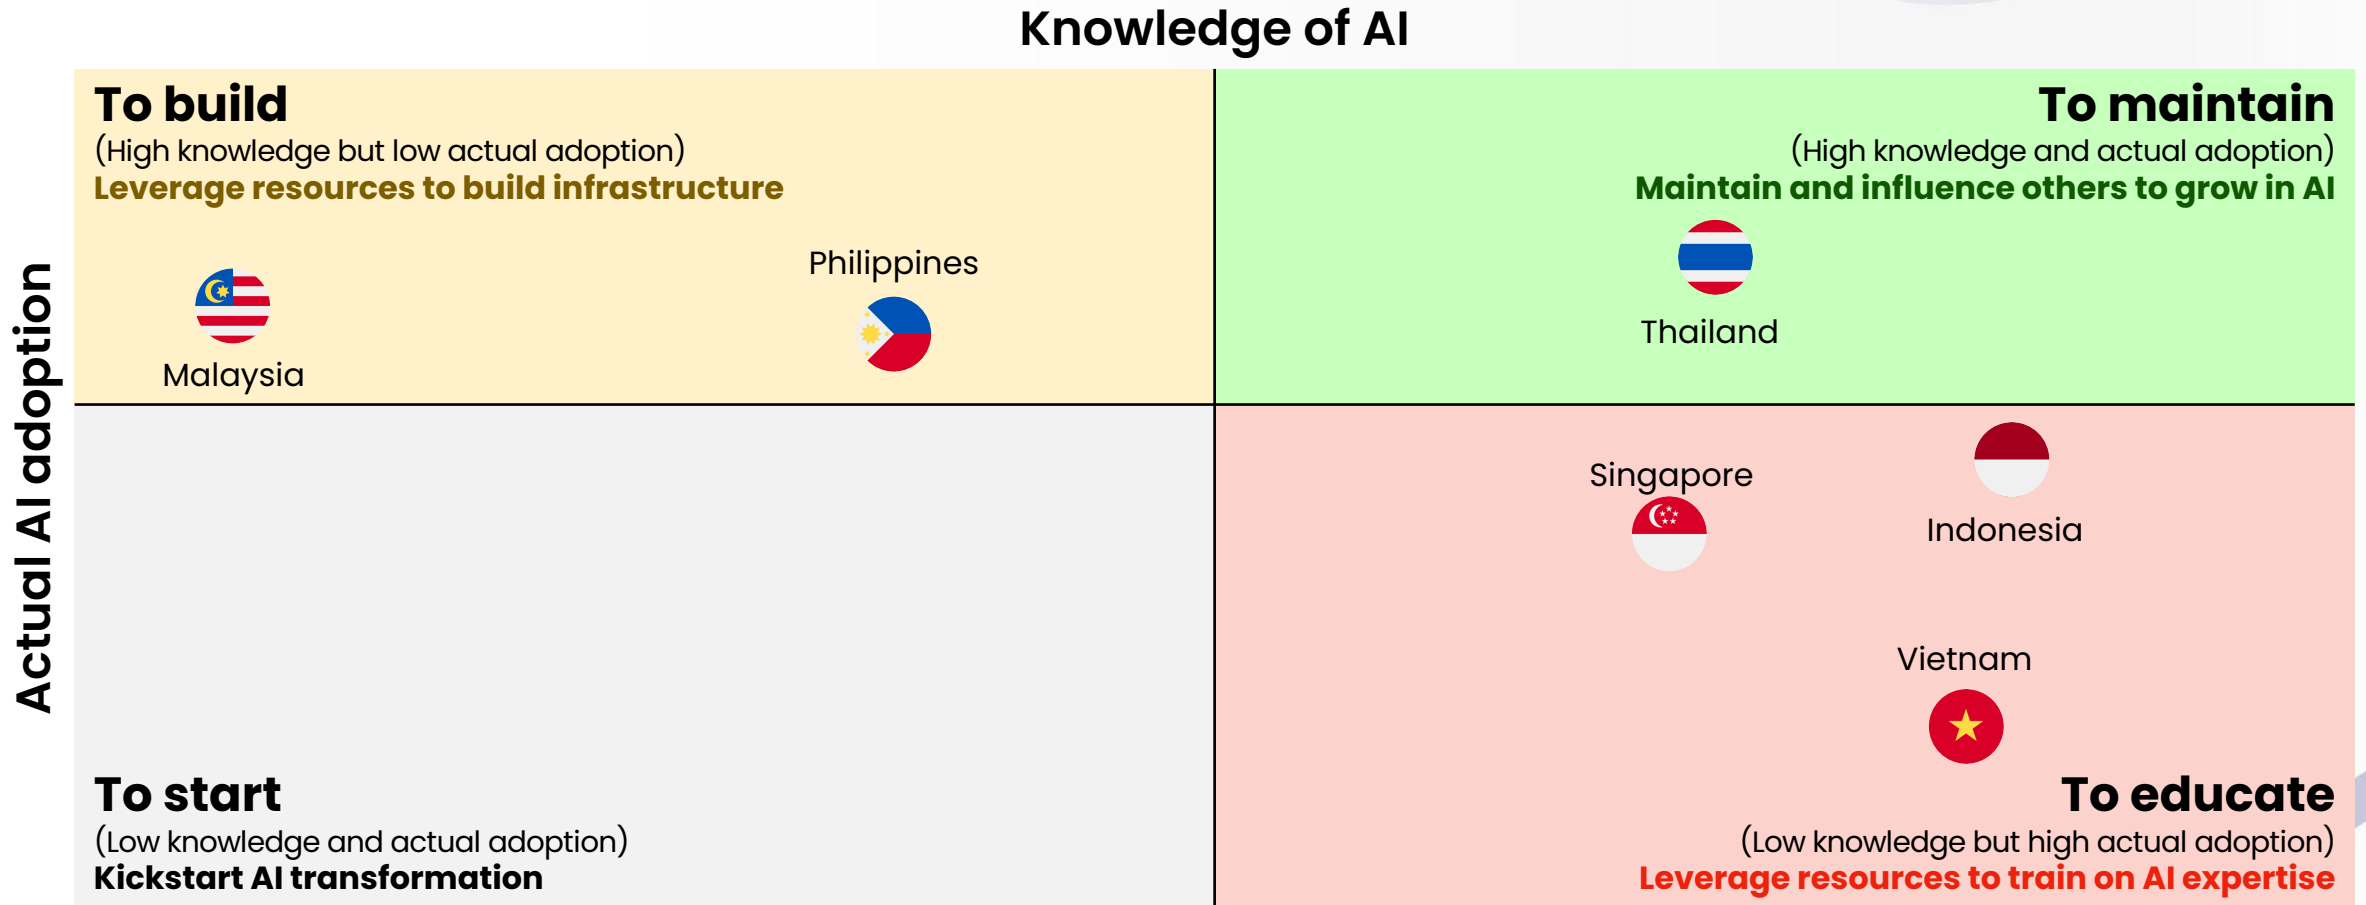 Knowledge of AI
Actual AI adoption
To build
(High knowledge but low actual adoption)
Leverage resources to build infrastructure
Malaysia
Philippines
To maintain
(High knowledge and actual adoption)
Maintain and influence others to grow in AI
Thailand
To start
(Low knowledge and actual adoption)
Kickstart AI transformation
Singapore
Indonesia
Vietnam
To educate
(Low knowledge but high actual adoption)
Leverage resources to train on AI expertise